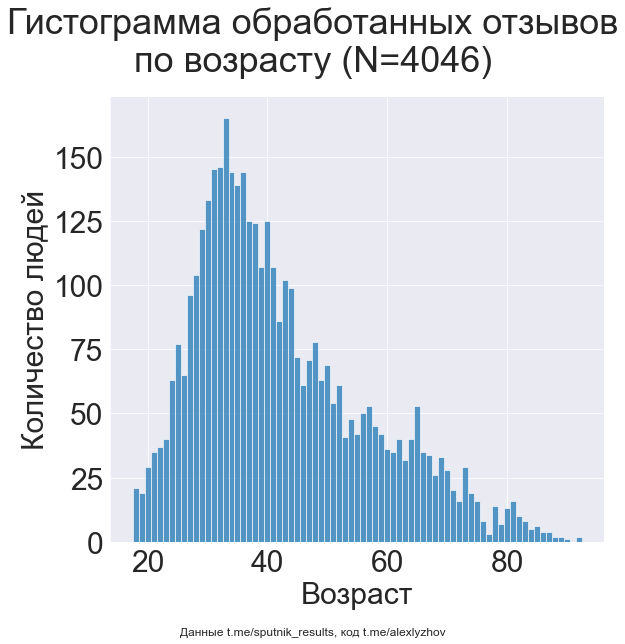 Гистограмма обработанных отзывов
по возрасту (N=4046)
Количество людей
150
125
100
75
50
25
0
20 40 60 80
Возраст
Данные t.me/sputnik_results, код t.me/alexlyzhov